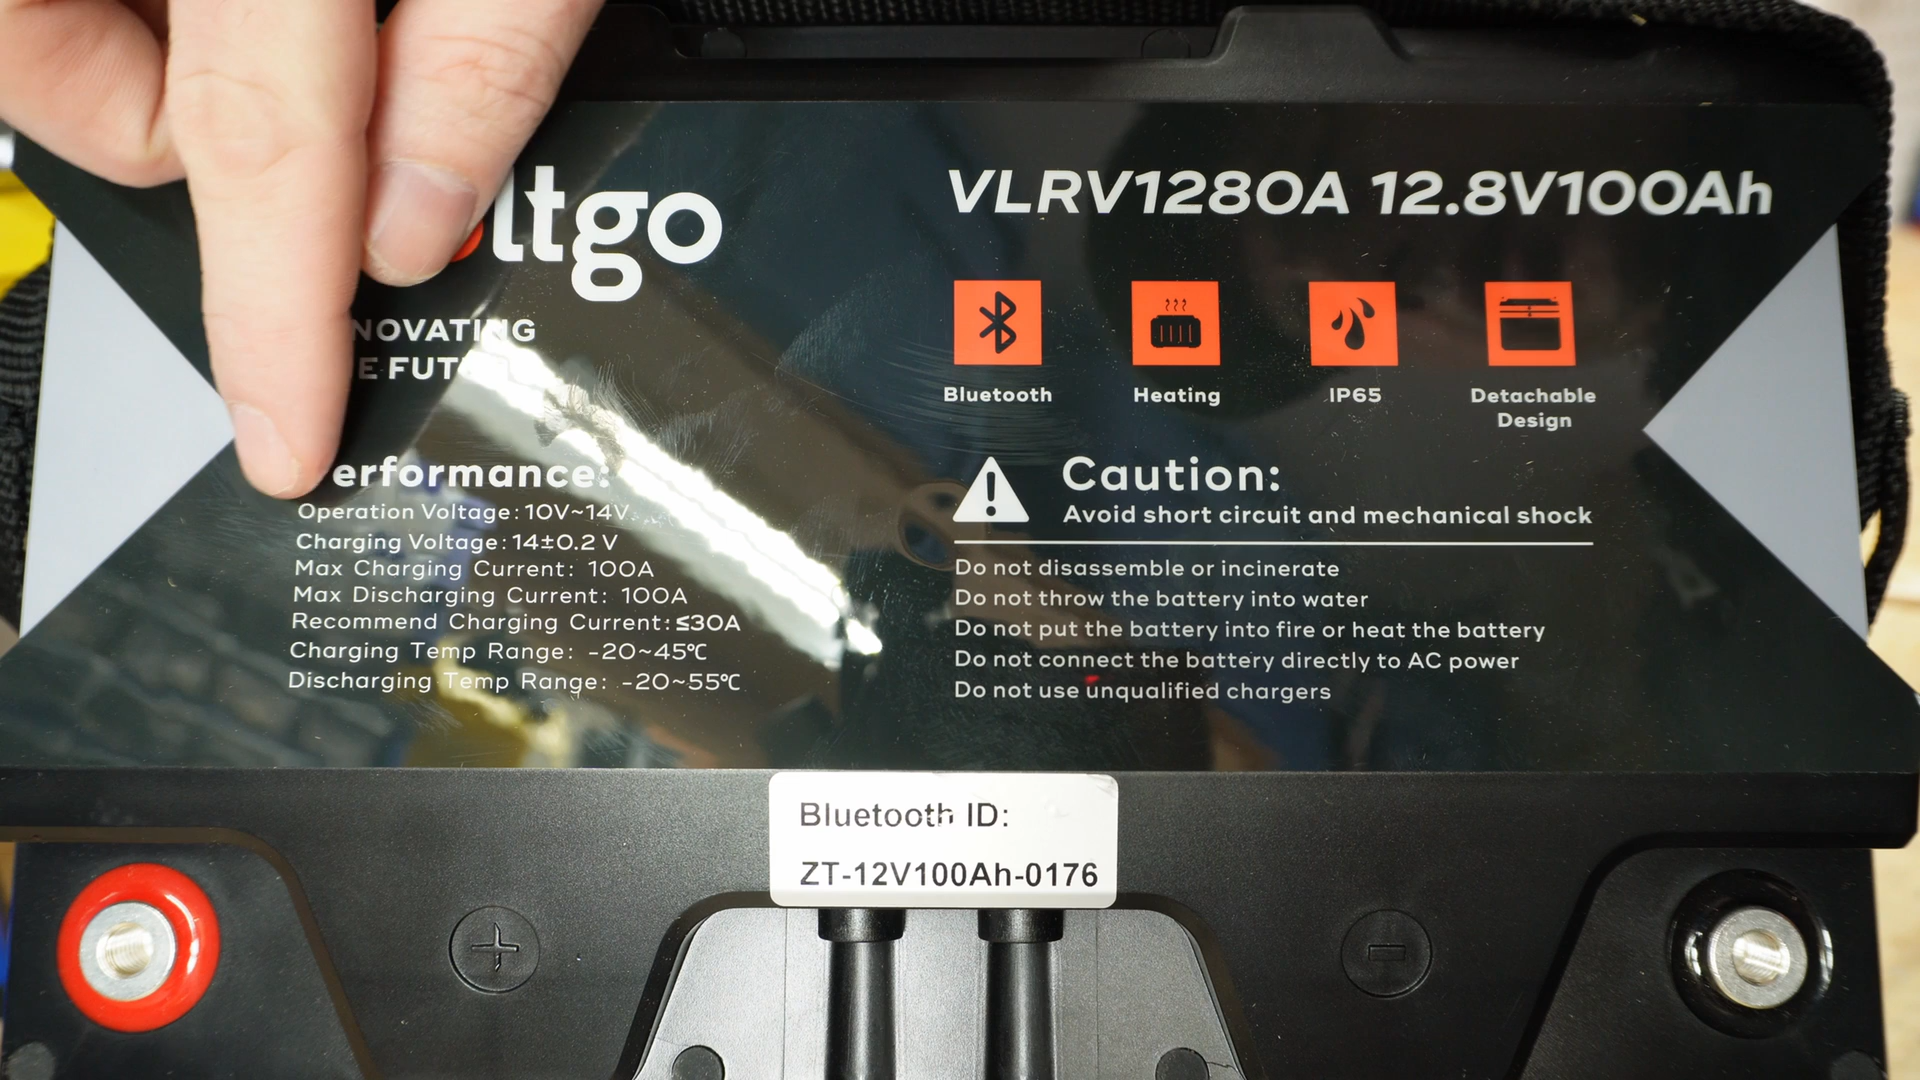 ltgo
NOVATING
E FUT
erformance:
Operation Voltage: 10V~14V
Charging Voltage: 14±0.2 V
Max Charging Current: 100A
Max Discharging Current: 100A
Recommend Charging Current: ≤30A
Charging Temp Range: -20~45℃
Discharging Temp Range: -20~55℃
VLRV1280A 12.8V100Ah
Bluetooth
Heating
IP65
Detachable
Design
Caution:
Avoid short circuit and mechanical shock
Do not disassemble or incinerate
Do not throw the battery into water
Do not put the battery into fire or heat the battery
Do not connect the battery directly to AC power
Do not use unqualified chargers
Bluetooth ID:
ZT-12V100Ah-0176